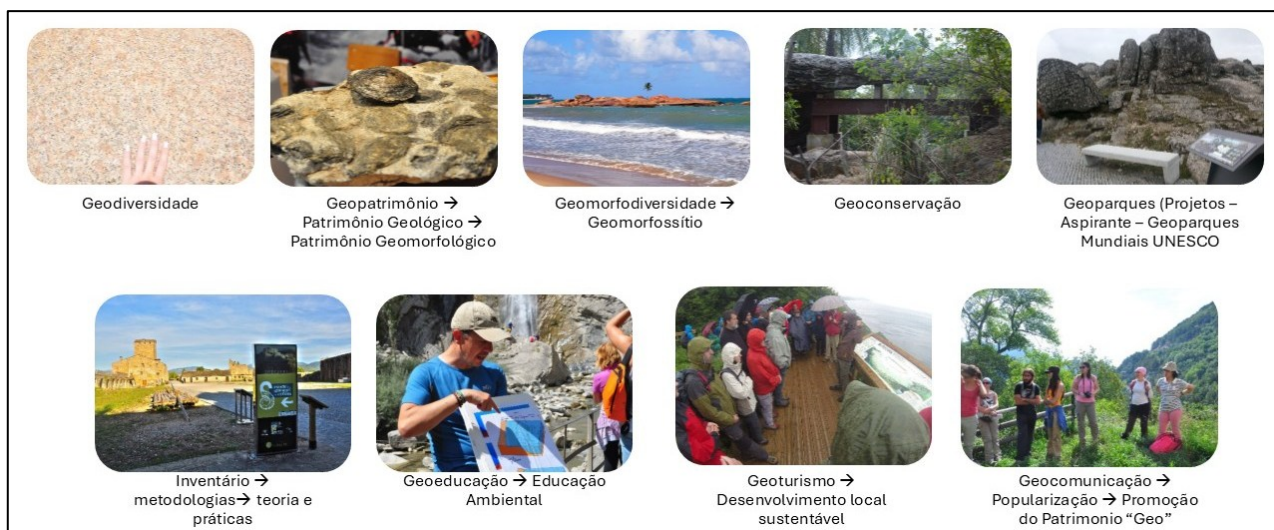 Geodiversidade
Geopatrimônio →
Patrimônio Geológico →
Patrimônio Geomorfológico
Geomorfodiversidade →
Geomorfossítio
Geoconservação
Geoparques (Projetos –
Aspirante – Geoparques
Mundiais UNESCO
Inventário →
metodologias→ teoria e
práticas
Geoeducação → Educação
Ambiental
Geoturismo →
Desenvolvimento local
sustentável
Geocomunicação →
Popularização → Promoção
do Patrimonio “Geo”